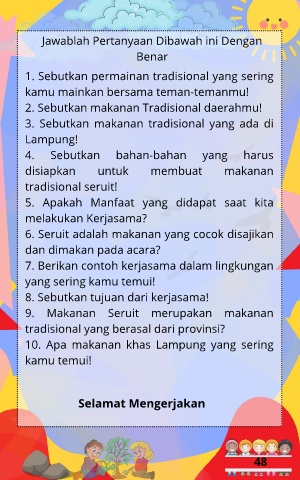 Jawablah Pertanyaan Dibawah ini Dengan
Benar
1. Sebutkan permainan tradisional yang sering
kamu mainkan bersama teman-temanmu!
2. Sebutkan makanan Tradisional daerahmu!
3. Sebutkan makanan tradisional yang ada di
Lampung!
4. Sebutkan bahan-bahan yang harus
disiapkan untuk membuat makanan
tradisional seruit!
5. Apakah Manfaat yang didapat saat kita
melakukan Kerjasama?
6. Seruit adalah makanan yang cocok disajikan
dan dimakan pada acara?
7. Berikan contoh kerjasama dalam lingkungan
yang sering kamu temui!
8. Sebutkan tujuan dari kerjasama!
9. Makanan Seruit merupakan makanan
tradisional yang berasal dari provinsi?
10. Apa makanan khas Lampung yang sering
kamu temui!
Selamat Mengerjakan
48